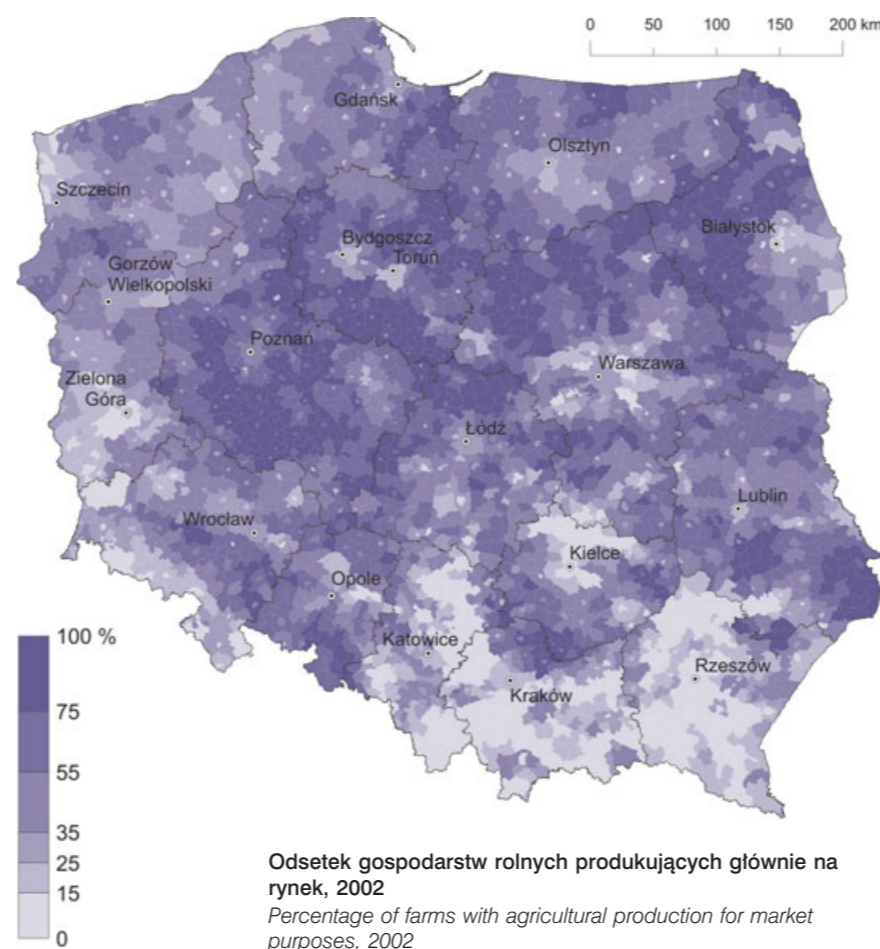 0 50 100 150 200 km
Gdańsk
Olsztyn
Szczecin
Białystok
Bydgoszcz
Toruń
Gorzów
Wielkopolski
Poznań
Warszawa
Zielona
Góra
Łódź
Lublin
Wrocław
Kielce
Opole
Katowice
Rzeszów
Kraków
100 %
75
55
35
25
15
0
Odsetek gospodarstw rolnych produkujących głównie na
rynek, 2002
Percentage of farms with agricultural production for market
purposes, 2002